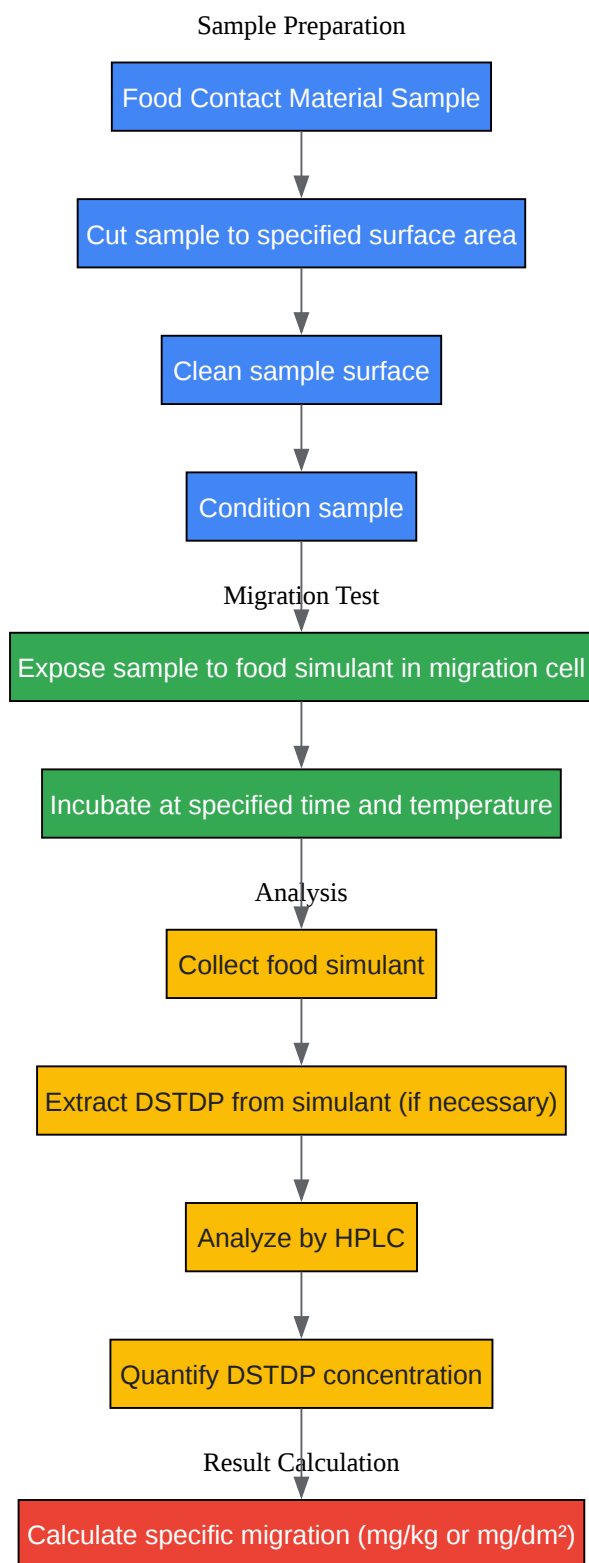 Sample Preparation
Food Contact Material Sample
Cut sample to specified surface area
Clean sample surface
Condition sample
Migration Test
Expose sample to food simulant in migration cell
Incubate at specified time and temperature
Analysis
Collect food simulant
Extract DSTDP from simulant (if necessary)
Analyze by HPLC
Quantify DSTDP concentration
Result Calculation
Calculate specific migration (mg/kg or mg/dm²)